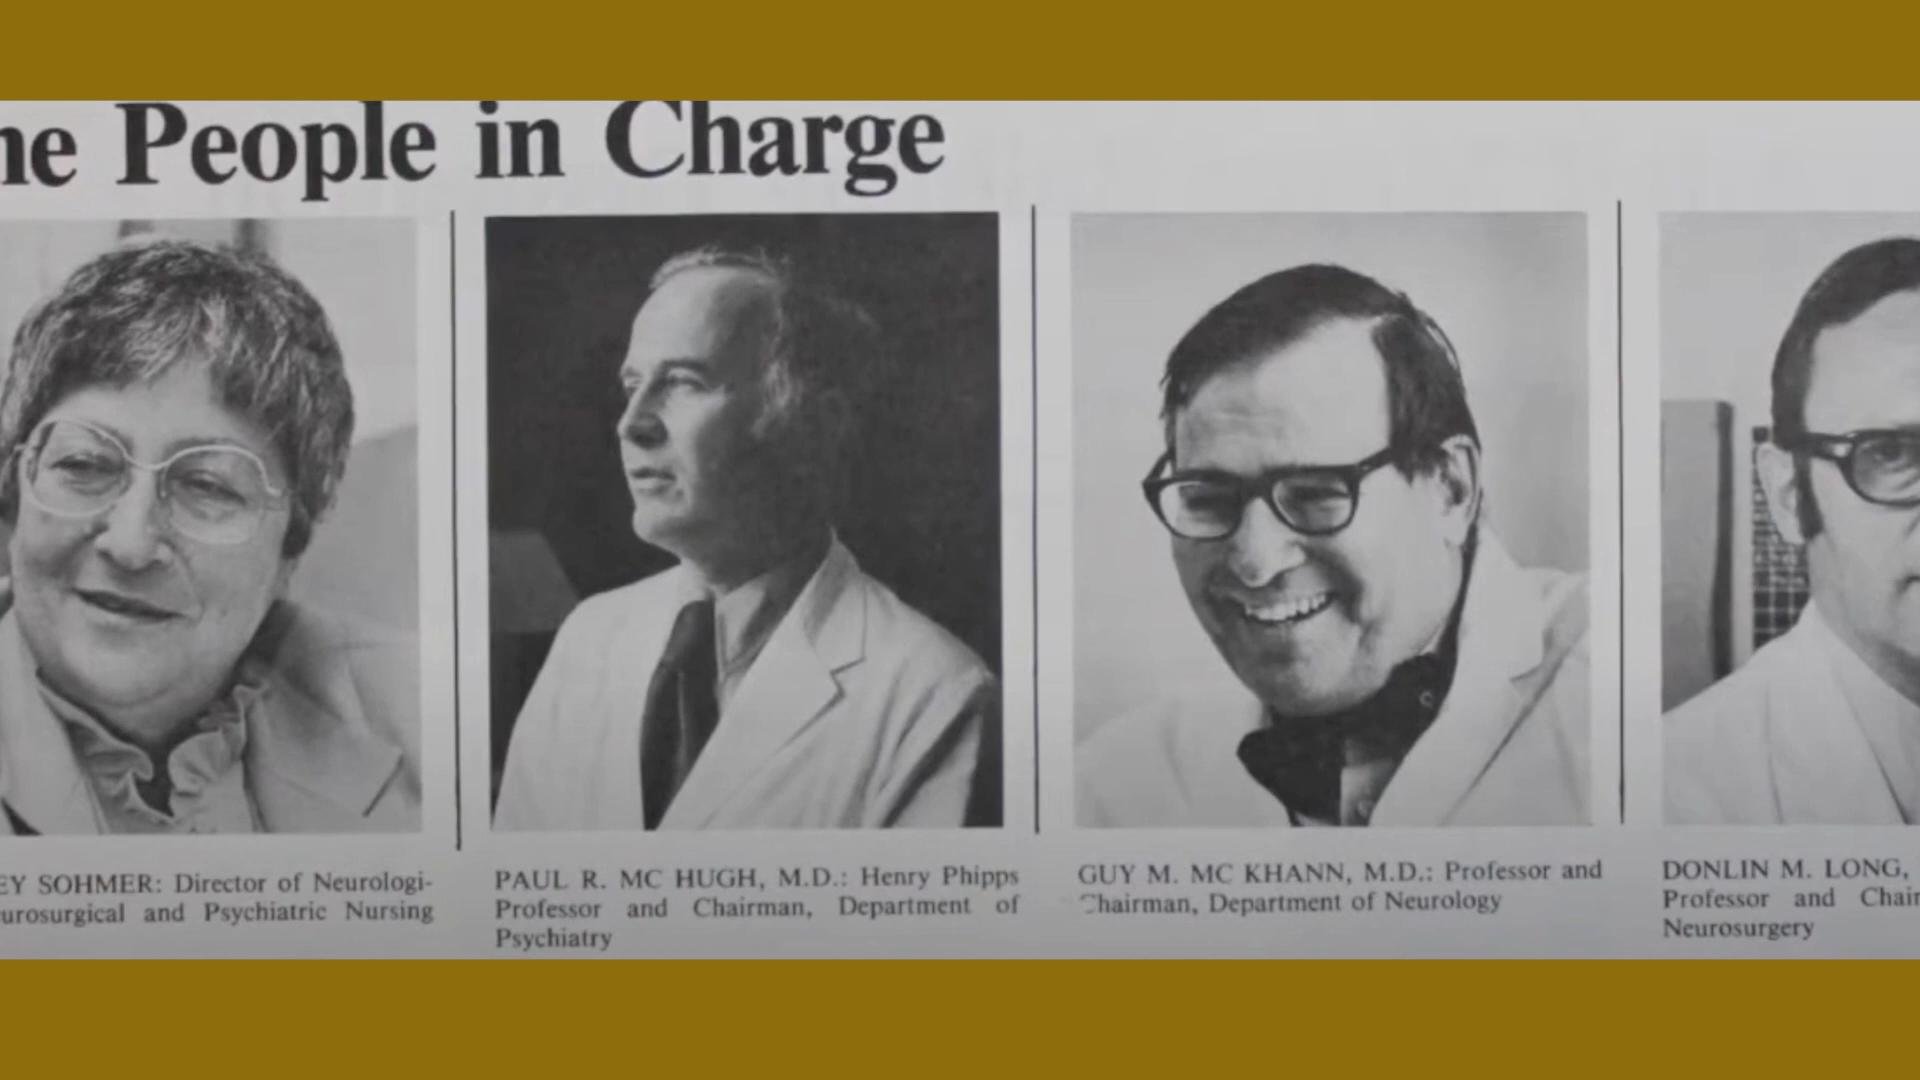 he People in Charge
EY SOHMER: Director of Neurologi-
urosurgical and Psychiatric Nursing
PAUL R. MC HUGH, M.D.: Henry Phipps
Professor and Chairman, Department of
Psychiatry
GUY M. MC KHANN, M.D.: Professor and
Chairman, Department of Neurology
DONLIN M. LONG,
Professor and Chair
Neurosurgery